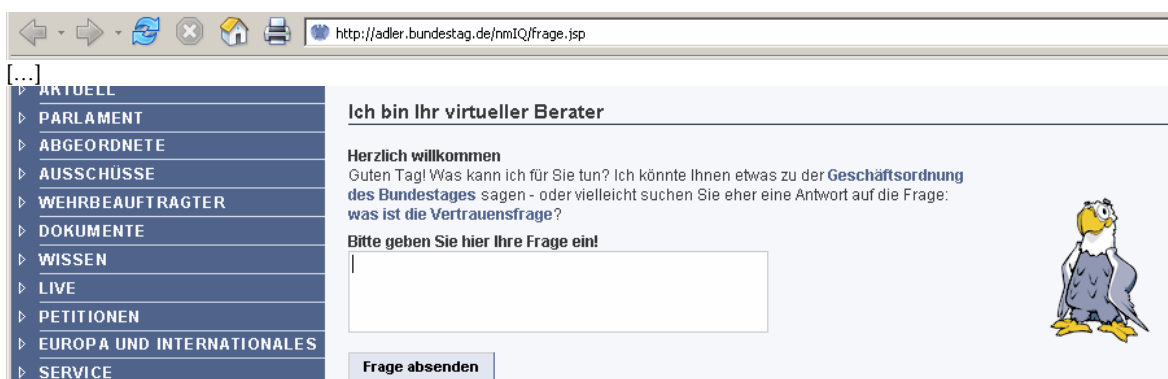 http://adler.bundestag.de/nmIQ/frage.jsp
[...]
AKTUELL
PARLAMENT
ABGEORDNETE
AUSSCHÜSSE
WEHRBEAUFTRAGTER
DOKUMENTE
WISSEN
LIVE
PETITIONEN
EUROPA UND INTERNATIONALES
SERVICE
Ich bin Ihr virtueller Berater
Herzlich willkommen
Guten Tag! Was kann ich für Sie tun? Ich könnte Ihnen etwas zu der Geschäftsordnung
des Bundestages sagen - oder vielleicht suchen Sie eher eine Antwort auf die Frage:
was ist die Vertrauensfrage?
Bitte geben Sie hier Ihre Frage ein!
Frage absenden